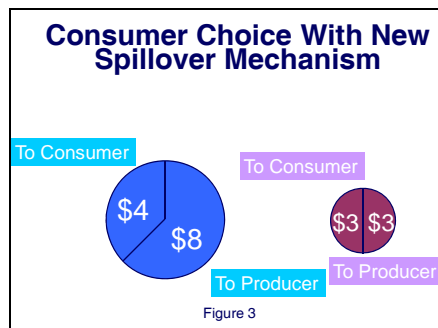 Consumer Choice With New
Spillover Mechanism
To Consumer
To Consumer
$4
$8
$3
$3
To Producer
To Producer
Figure 3